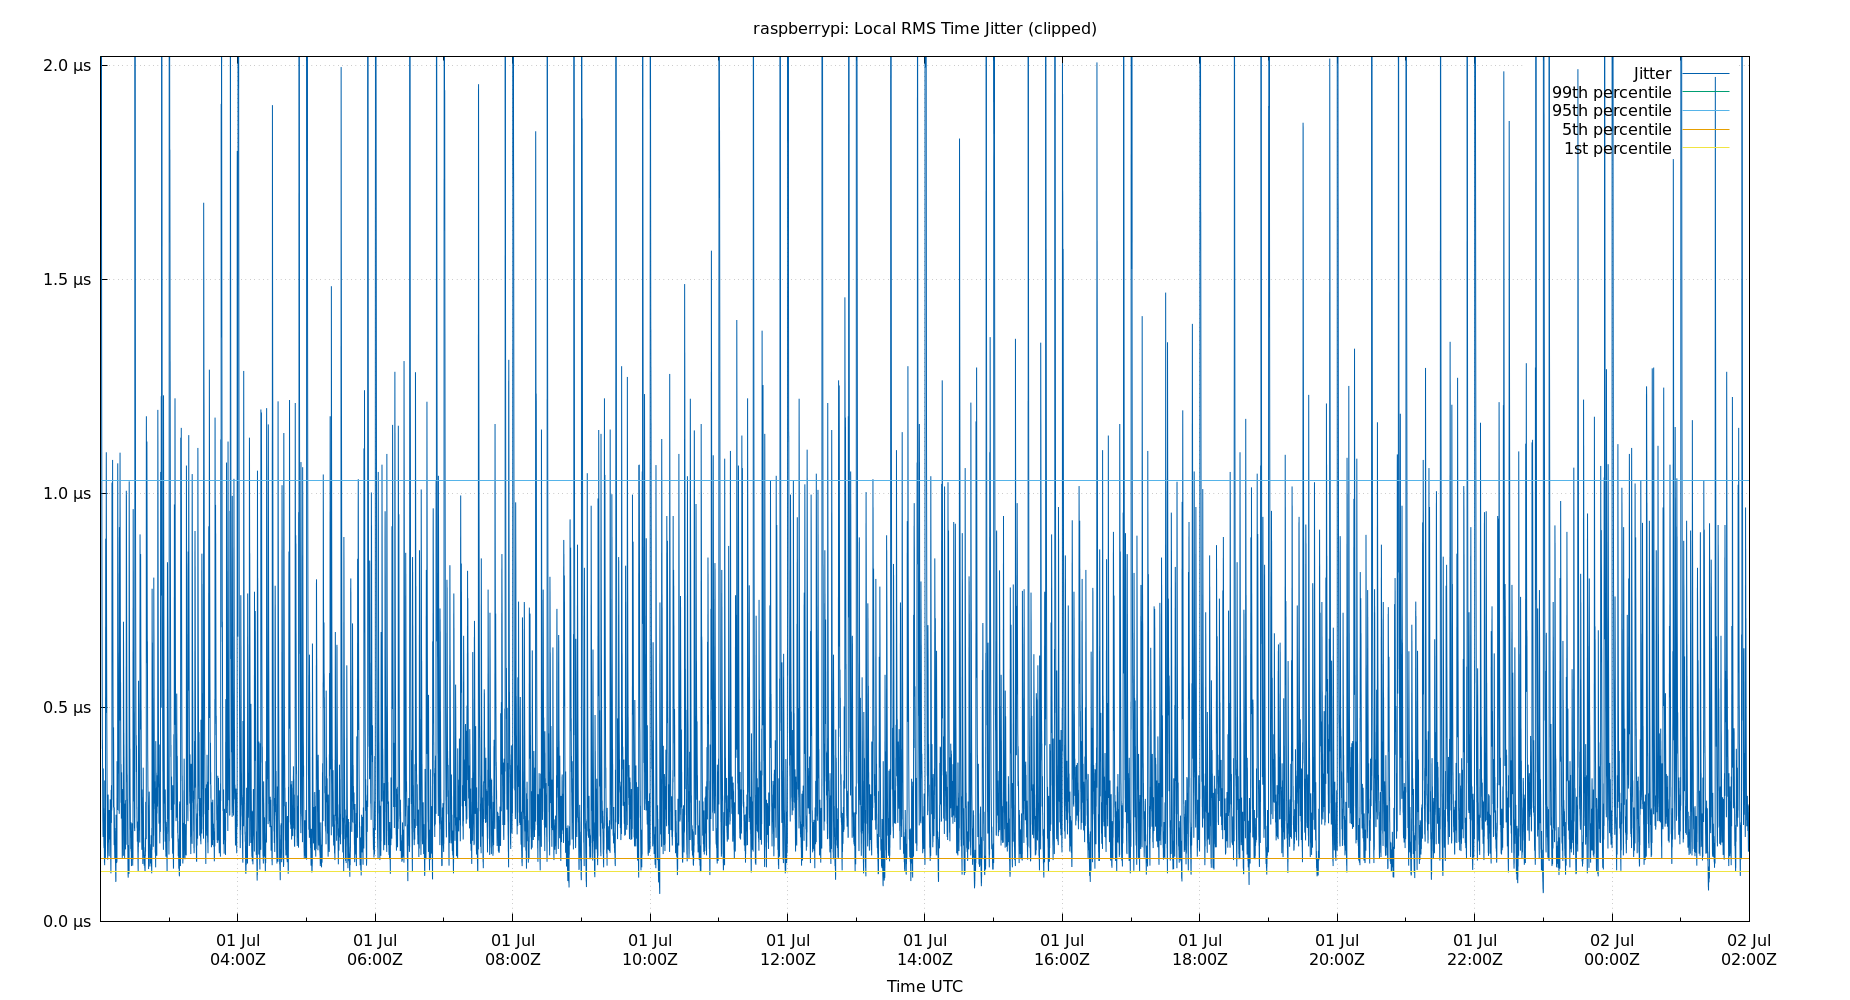 raspberrypi: Local RMS Time Jitter (clipped)
2.0 µs
1.5 µs
1.0 µs
0.5 µs
0.0 µs
Jitter
99th percentile
95th percentile
5th percentile
1st percentile
01 Jul 01 Jul 01 Jul 01 Jul 01 Jul 01 Jul 01 Jul 01 Jul 01 Jul 01 Jul 02 Jul 02 Jul
04:00Z 06:00Z 08:00Z 10:00Z 12:00Z 14:00Z 16:00Z 18:00Z 20:00Z 22:00Z 00:00Z 02:00Z
Time UTC